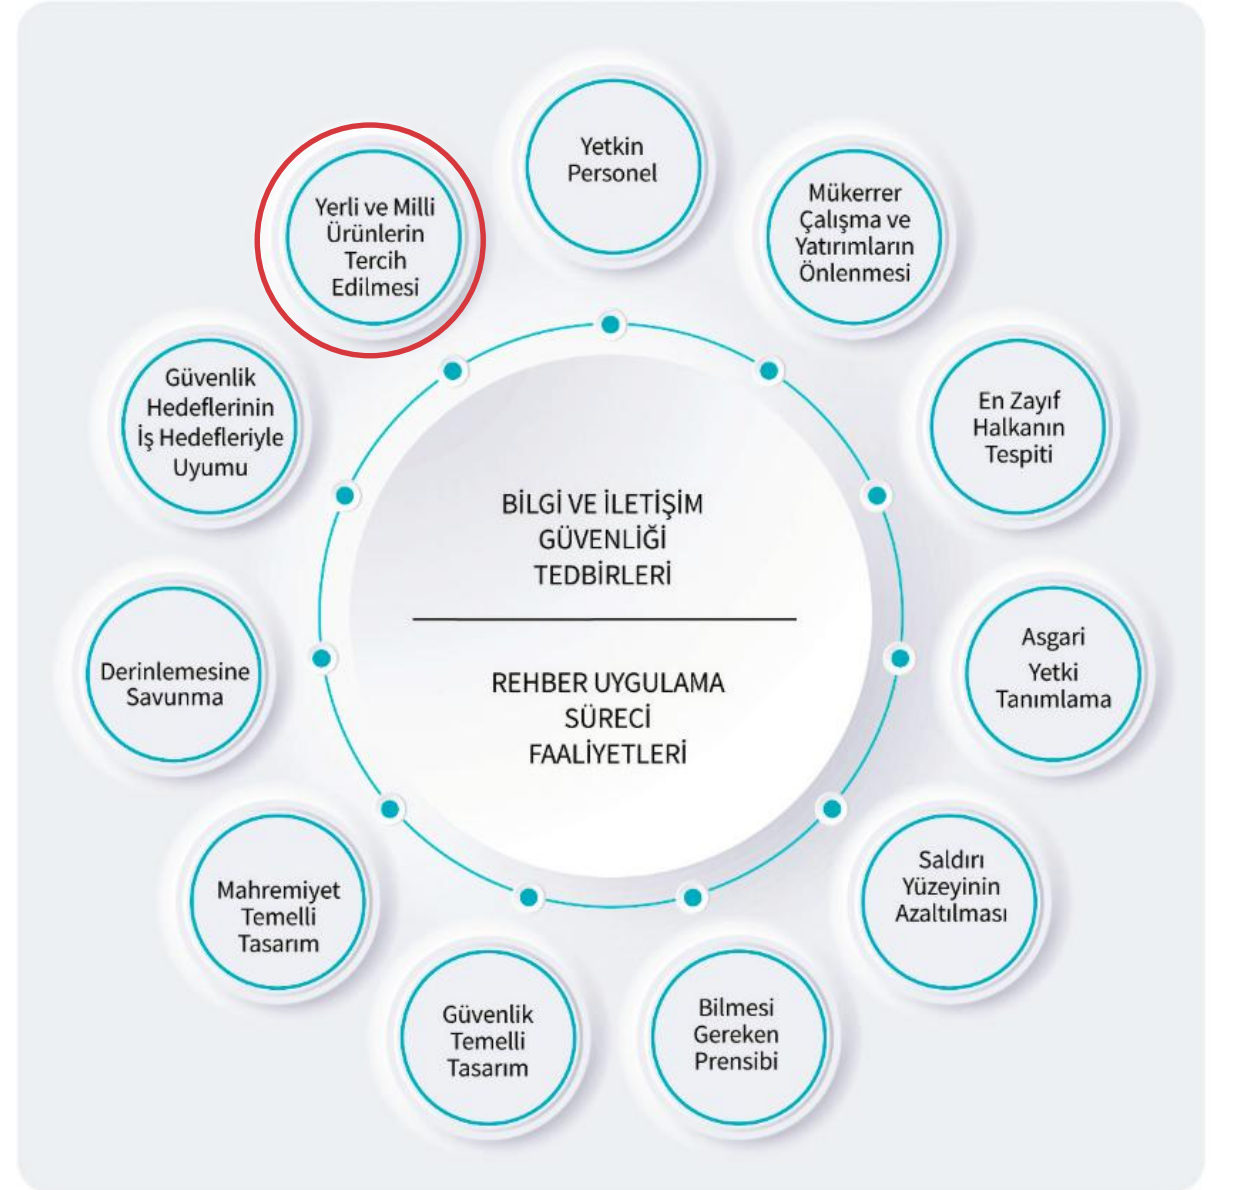 Yetkin
Personel
Mükerrer
Çalışma ve
Yatırımların
Önlenmesi
En Zayıf
Halkanın
Tespiti
Asgari
Yetki
Tanımlama
Saldırı
Yüzeyinin
Azaltılması
Bilmesi
Gereken
Prensibi
Güvenlik
Temelli
Tasarım
Mahremiyet
Temelli
Tasarım
Derinlemesine
Savunma
Güvenlik
Hedeflerinin
İş Hedefleriyle
Uyumu
Yerli ve Milli
Ürünlerin
Tercih
Edilmesi
BİLGİ VE İLETİŞİM
GÜVENLİĞİ
TEDBİRLERİ
REHBER UYGULAMA
SÜRECİ
FAALİYETLERİ